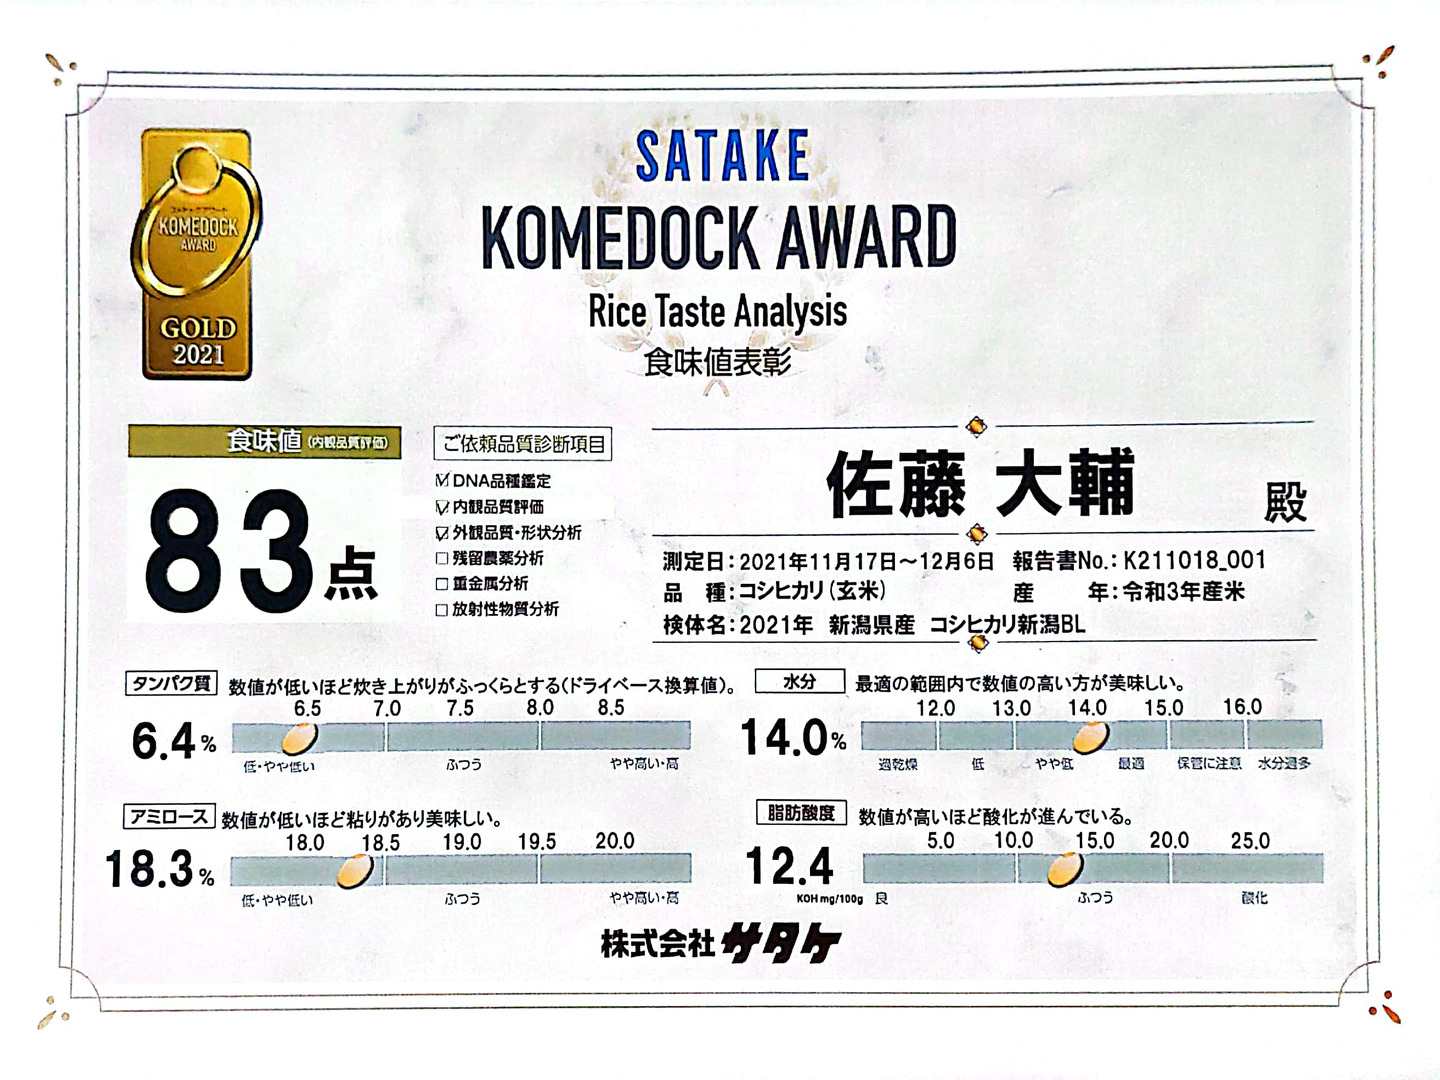 SATAKE
KOMEDOCK AWARD
Rice Taste Analysis
食味値表彰
KOMEDOCK
AWARD
GOLD
2021
食味値(内観品質評価)
83点
ご依頼品質診断項目
☑DNA品種鑑定
☑内観品質評価
☑外観品質・形状分析
□残留農薬分析
□重金属分析
□放射性物質分析
佐藤 大輔 殿
測定日:2021年11月17日~12月6日 報告書No.:K211018_001
品 種:コシヒカリ(玄米) 産 年:令和3年産米
検体名:2021年 新潟県産 コシヒカリ新潟BL
タンパク質 数値が低いほど炊き上がりがふっくらとする(ドライベース換算値)。
6.5 7.0 7.5 8.0 8.5
6.4%
低・やや低い ふつう やや高い・高
水分 最適の範囲内で数値の高い方が美味しい。
12.0 13.0 14.0 15.0 16.0
14.0%
過乾燥 低 やや低 最適 保管に注意 水分過多
アミロース 数値が低いほど粘りがあり美味しい。
18.0 18.5 19.0 19.5 20.0
18.3%
低・やや低い ふつう やや高い・高
脂肪酸度 数値が高いほど酸化が進んでいる。
5.0 10.0 15.0 20.0 25.0
12.4
KOHmg/100g 良 ふつう 酸化
株式会社サタケ